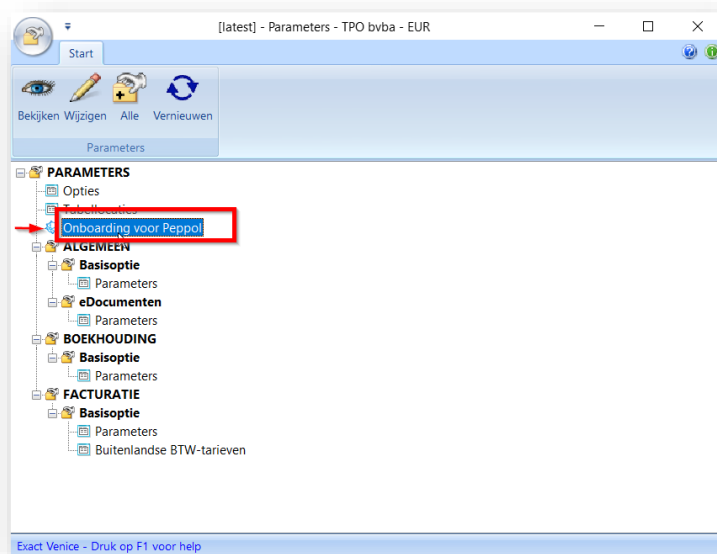 [latest] - Parameters - TPO bvba - EUR
Start
Bekijken Wijzigen Alle Vernieuwen
Parameters
PARAMETERS
Opties
Tabellocaties
Onboarding voor Peppol
ALGEMEEN
Basisoptie
Parameters
eDocumenten
Parameters
BOEKHOUDING
Basisoptie
Parameters
FACTURATIE
Basisoptie
Parameters
Buitenlandse BTW-tarieven
Exact Venice - Druk op F1 voor help